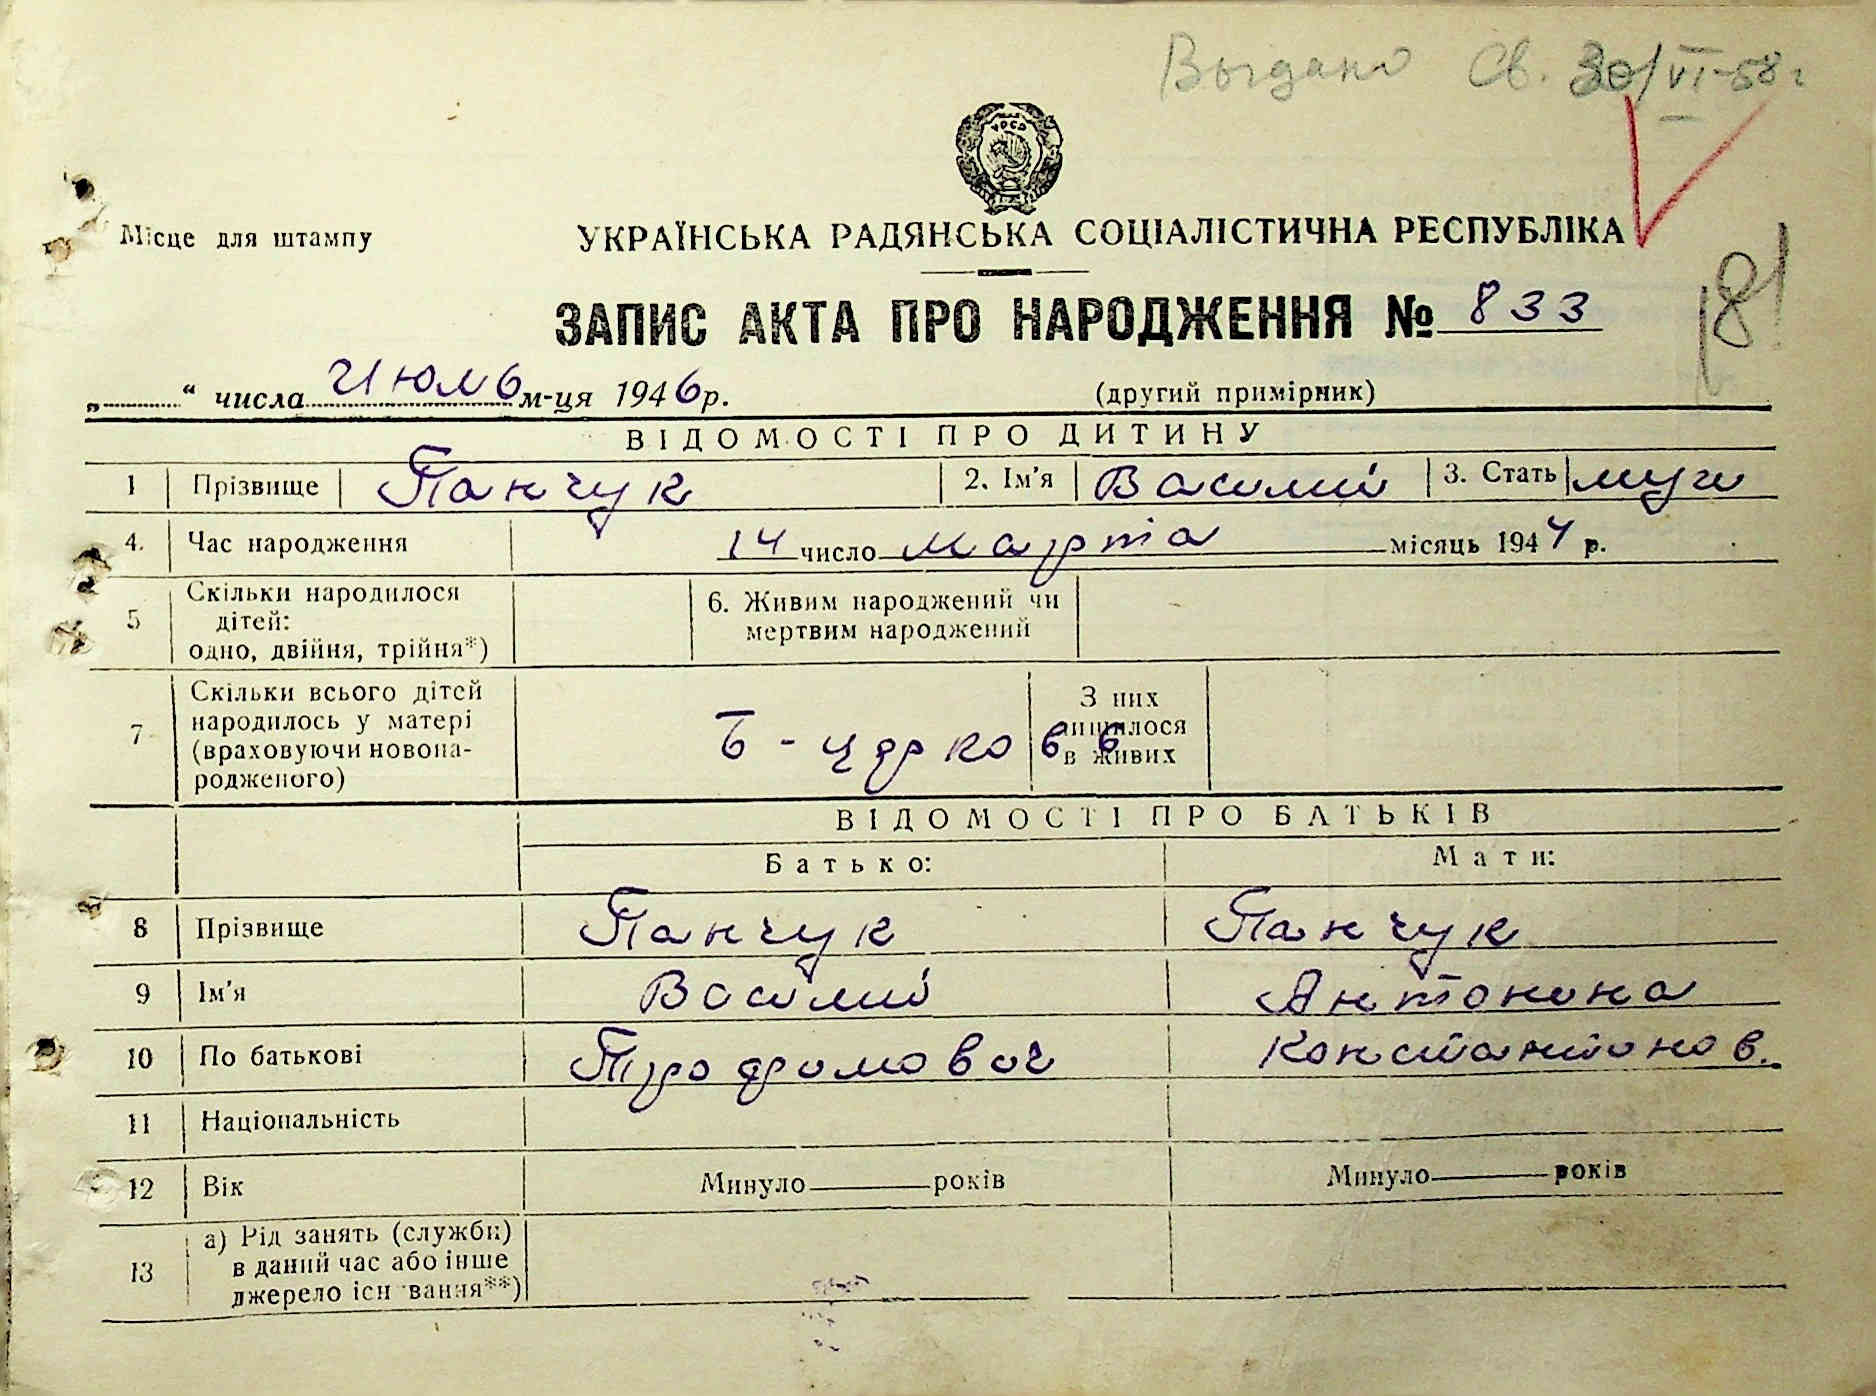 Выдано Св. 30/VI-58 г
УРСР
Місце для штампу
УКРАЇНСЬКА РАДЯНСЬКА СОЦІАЛІСТИЧНА РЕСПУБЛІКА
181
ЗАПИС АКТА ПРО НАРОДЖЕННЯ № 833
„ “ числа Июль м-ця 1946 р. (другий примірник)
ВІДОМОСТІ ПРО ДИТИНУ
1 Прізвище Панчук 2. Ім'я Василий 3. Стать муж
4. Час народження 14 число марта місяць 1944 р.
5 Скільки народилося дітей: одно, двійня, трійня*) 6. Живим народжений чи мертвим народжений
7 Скільки всього дітей народилось у матері (враховуючи новонародженого) З них лишилося в живих
ВІДОМОСТІ ПРО БАТЬКІВ
Батько: Мати:
8 Прізвище Панчук Панчук
9 Ім'я Василий Антонина
10 По батькові Константинов.
11 Національність
12 Вік Минуло років Минуло років
13 а) Рід занять (служби) в даний час або інше джерело існування**)